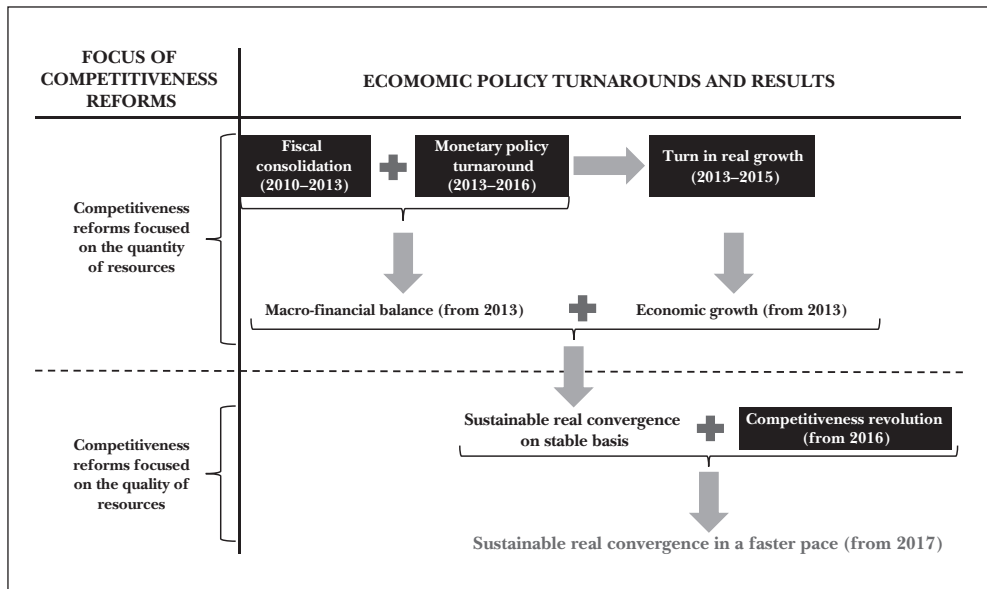 FOCUS OF
COMPETITIVENESS
REFORMS
ECOMOMIC POLICY TURNAROUNDS AND RESULTS
Competitiveness
reforms focused
on the quantity
of resources
Fiscal
consolidation
(2010–2013)
Monetary policy
turnaround
(2013–2016)
Turn in real growth
(2013–2015)
Macro-financial balance (from 2013)
Economic growth (from 2013)
Competitiveness
reforms focused
on the quality of
resources
Sustainable real convergence
on stable basis
Competitiveness revolution
(from 2016)
Sustainable real convergence in a faster pace (from 2017)